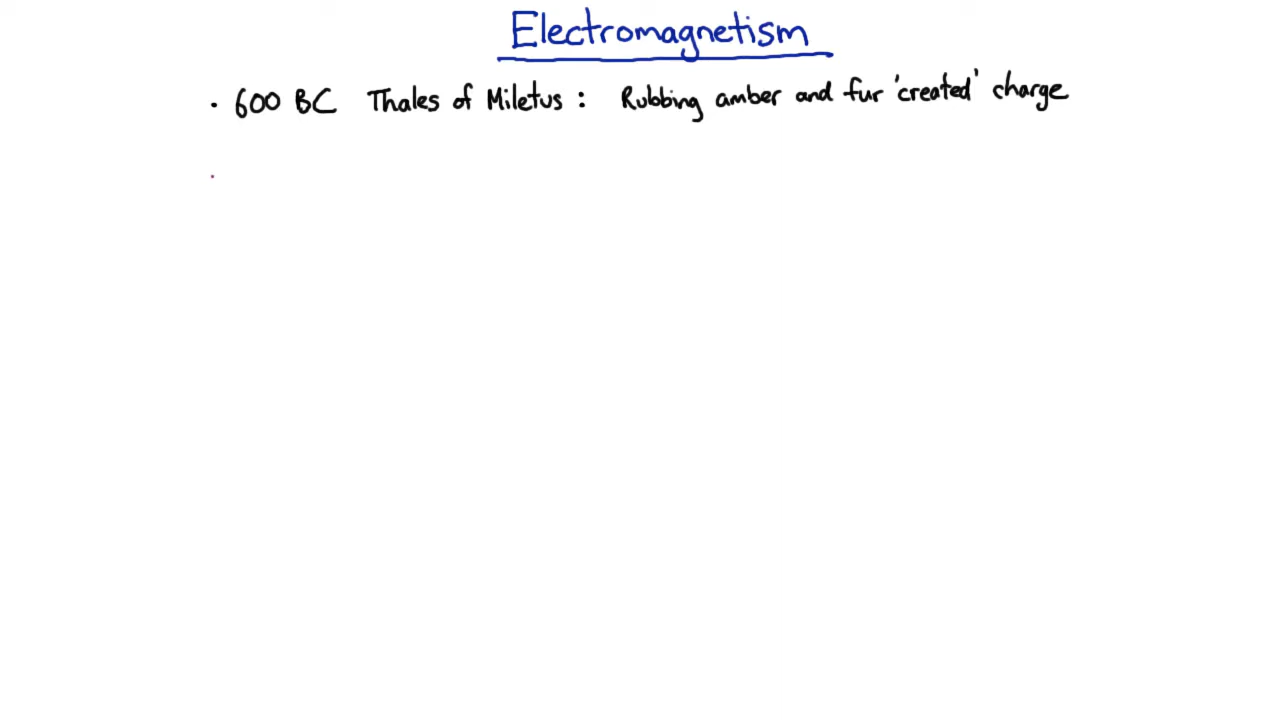 Electromagnetism
· 600 BC Thales of Miletus : Rubbing amber and fur 'created' charge